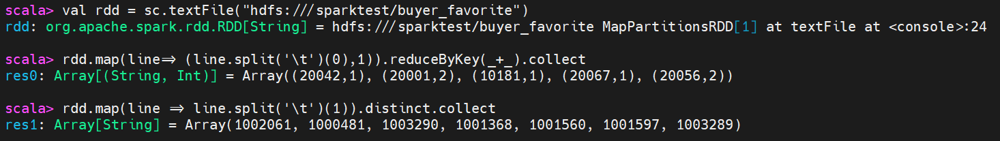 scala> val rdd = sc.textFile("hdfs:///sparktest/buyer_favorite")
rdd: org.apache.spark.rdd.RDD[String] = hdfs:///sparktest/buyer_favorite MapPartitionsRDD[1] at textFile at <console>:24
scala> rdd.map(line=> (line.split('\t')(0),1)).reduceByKey(_+_).collect
res0: Array[(String, Int)] = Array((20042,1), (20001,2), (10181,1), (20067,1), (20056,2))
scala> rdd.map(line => line.split('\t')(1)).distinct.collect
res1: Array[String] = Array(1002061, 1000481, 1003290, 1001368, 1001560, 1001597, 1003289)